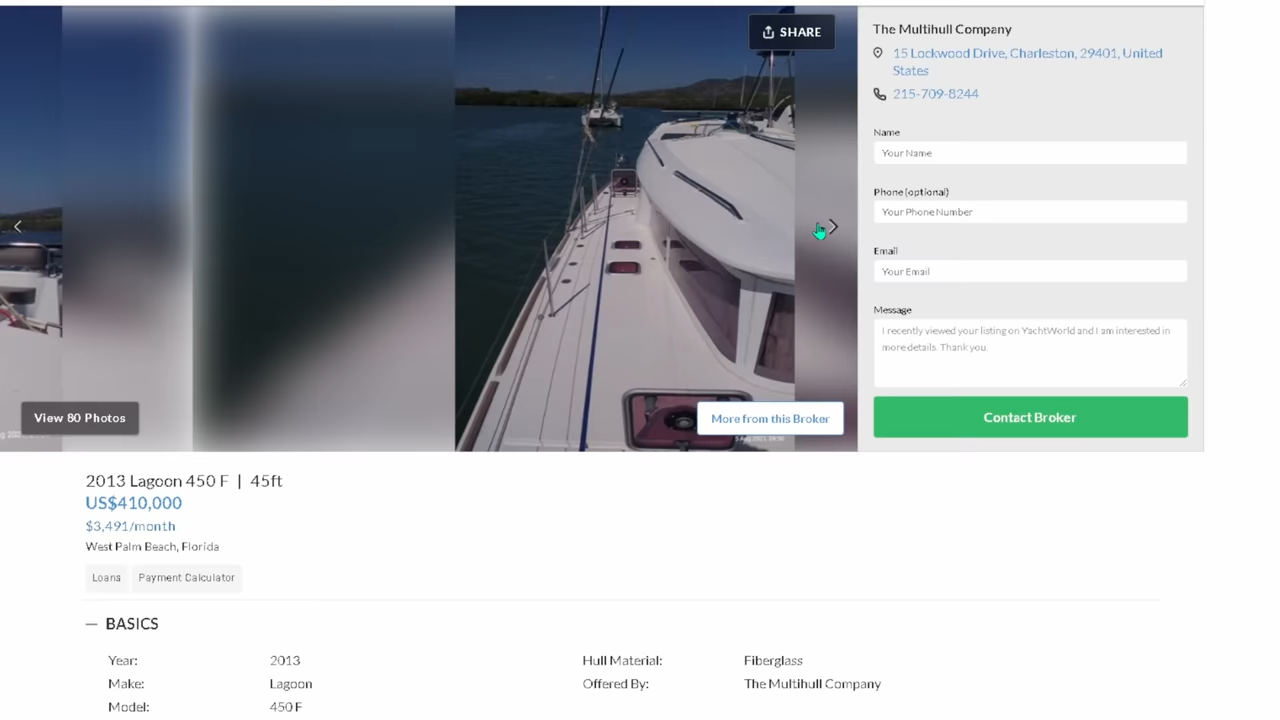 SHARE
View 80 Photos
More from this Broker
The Multihull Company
15 Lockwood Drive, Charleston, 29401, United
States
215-709-8244
Name
Your Name
Phone (optional)
Your Phone Number
Email
Your Email
Message
I recently viewed your listing on YachtWorld and I am interested in
more details. Thank you.
Contact Broker
2013 Lagoon 450 F | 45ft
US$410,000
$3,491/month
West Palm Beach, Florida
Loans
Payment Calculator
— BASICS
Year: 2013
Hull Material: Fiberglass
Make: Lagoon
Offered By: The Multihull Company
Model: 450 F